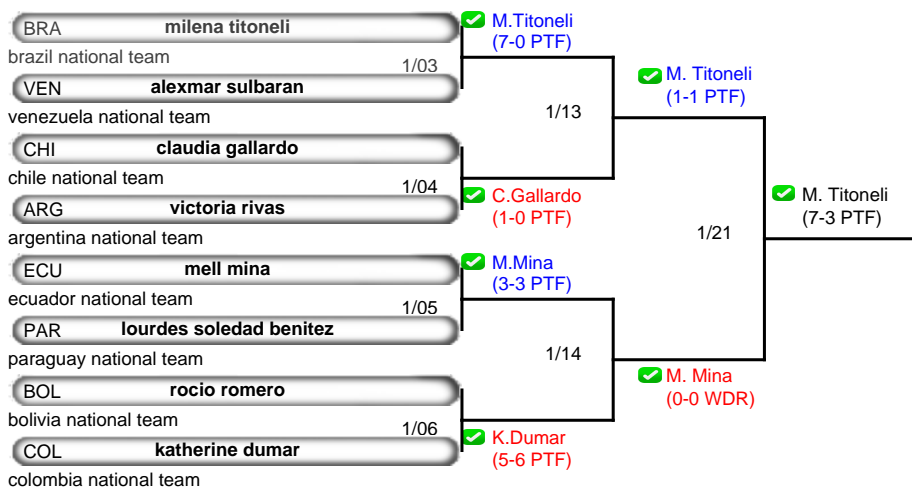 BRA milena titoneli
brazil national team
1/03
VEN alexmar sulbaran
venezuela national team
CHI claudia gallardo
chile national team
1/04
ARG victoria rivas
argentina national team
ECU mell mina
ecuador national team
1/05
PAR lourdes soledad benitez
paraguay national team
BOL rocio romero
bolivia national team
1/06
COL katherine dumar
colombia national team
M.Titoneli
(7-0 PTF)
1/13
C.Gallardo
(1-0 PTF)
M.Mina
(3-3 PTF)
1/14
K.Dumar
(5-6 PTF)
M. Titoneli
(1-1 PTF)
1/21
M. Mina
(0-0 WDR)
M. Titoneli
(7-3 PTF)